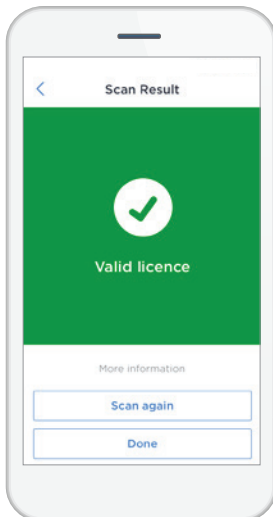 Scan Result
Valid licence
More information
Scan again
Done